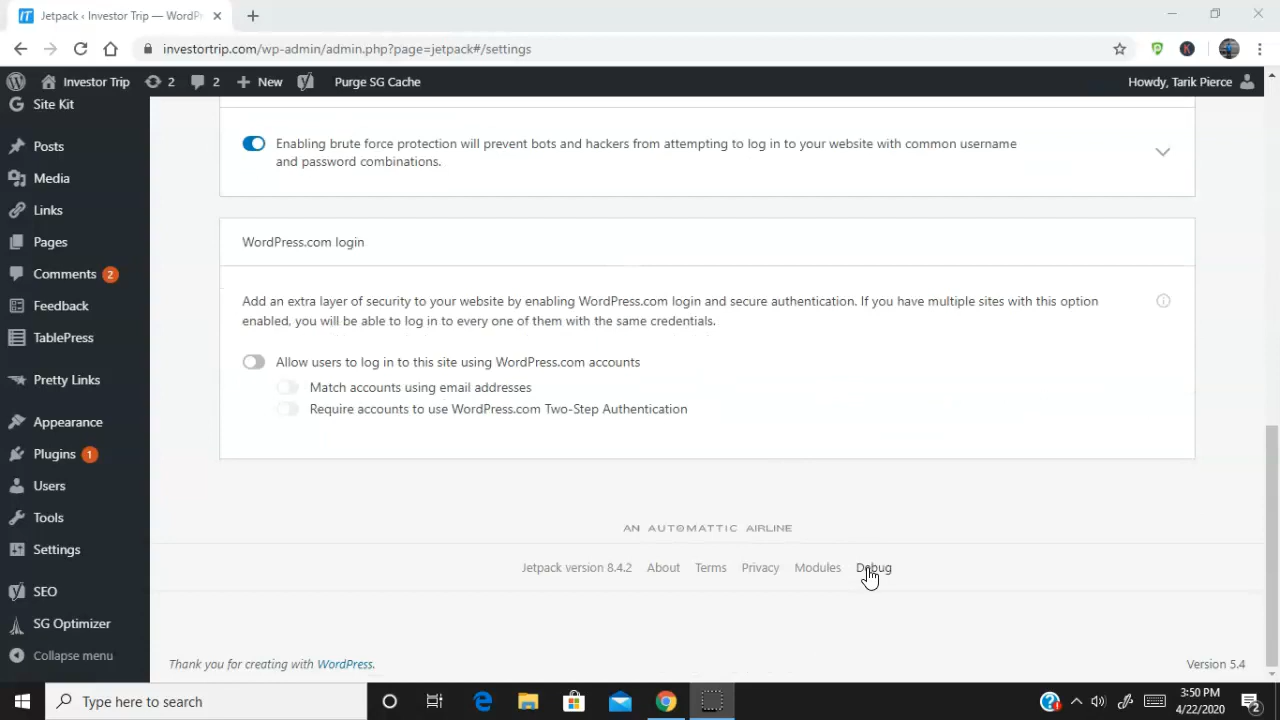 Jetpack ‹ Investor Trip — WordPr
investortrip.com/wp-admin/admin.php?page=jetpack#/settings
Investor Trip 2 2 New Purge SG Cache Howdy, Tarik Pierce
Site Kit
Posts
Media
Links
Pages
Comments 2
Feedback
TablePress
Pretty Links
Appearance
Plugins 1
Users
Tools
Settings
SEO
SG Optimizer
Collapse menu
Enabling brute force protection will prevent bots and hackers from attempting to log in to your website with common username
and password combinations.
WordPress.com login
Add an extra layer of security to your website by enabling WordPress.com login and secure authentication. If you have multiple sites with this option
enabled, you will be able to log in to every one of them with the same credentials.
Allow users to log in to this site using WordPress.com accounts
Match accounts using email addresses
Require accounts to use WordPress.com Two-Step Authentication
AN AUTOMATTIC AIRLINE
Jetpack version 8.4.2 About Terms Privacy Modules Debug
Thank you for creating with WordPress.
Version 5.4
Type here to search
3:50 PM
4/22/2020
2